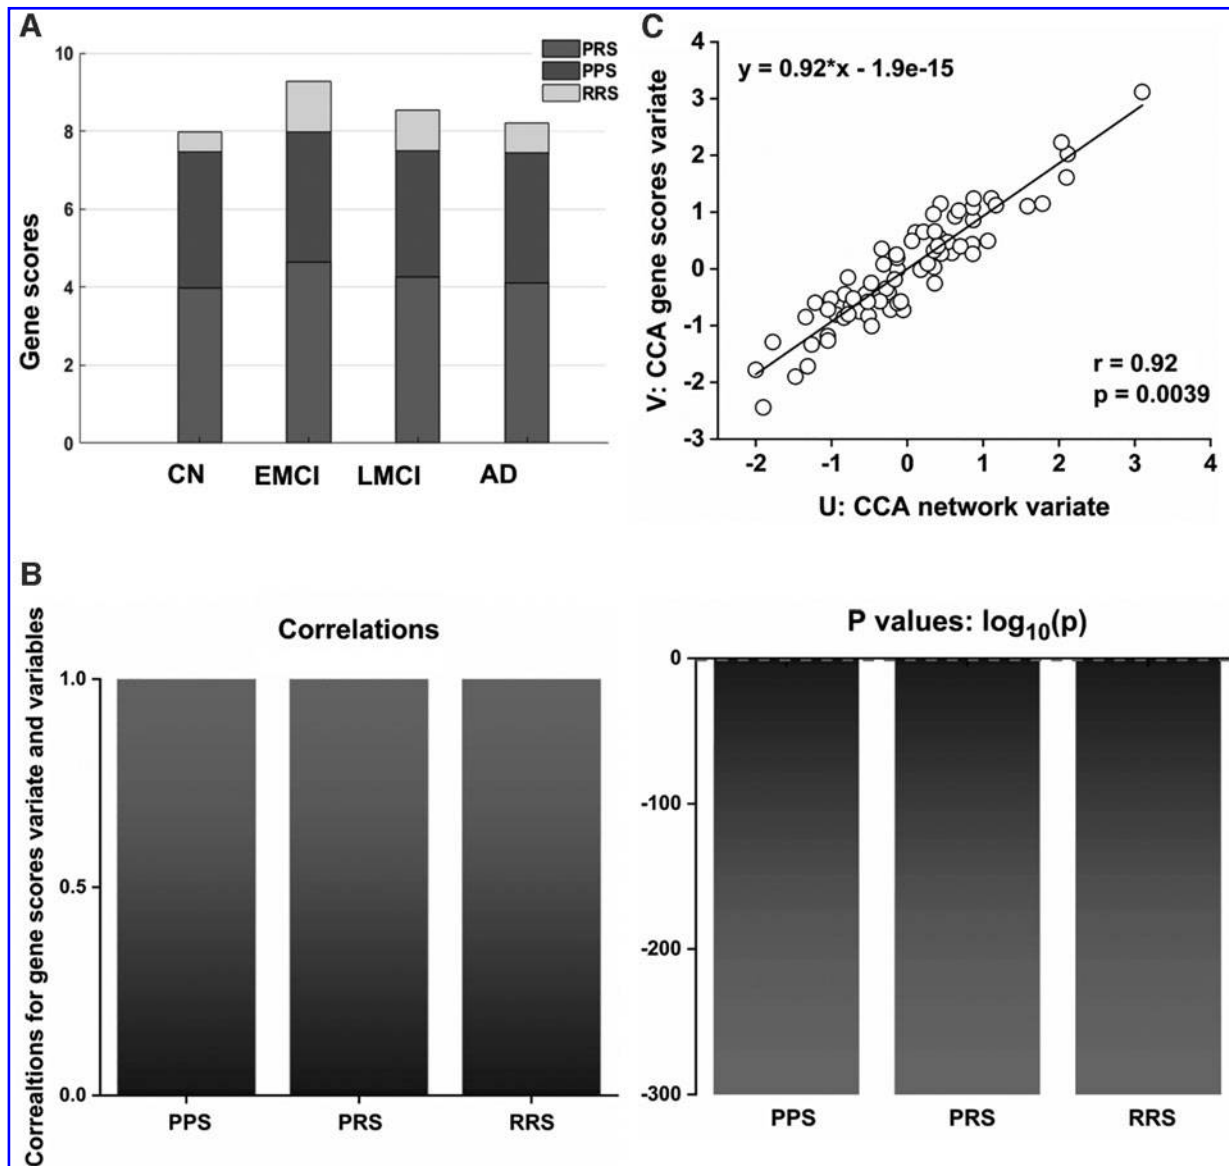 A
PRS
PPS
RRS
10
8
6
4
2
0
Gene scores
CN EMCI LMCI AD
C
y = 0.92*x - 1.9e-15
4
3
2
1
0
-1
-2
-3
V: CCA gene scores variate
r = 0.92
p = 0.0039
-2 -1 0 1 2 3 4
U: CCA network variate
B
Correlations
Correaltions for gene scores variate and variables
1.0
0.5
0.0
PPS PRS RRS
P values: log10(p)
0
-100
-200
-300
PPS PRS RRS